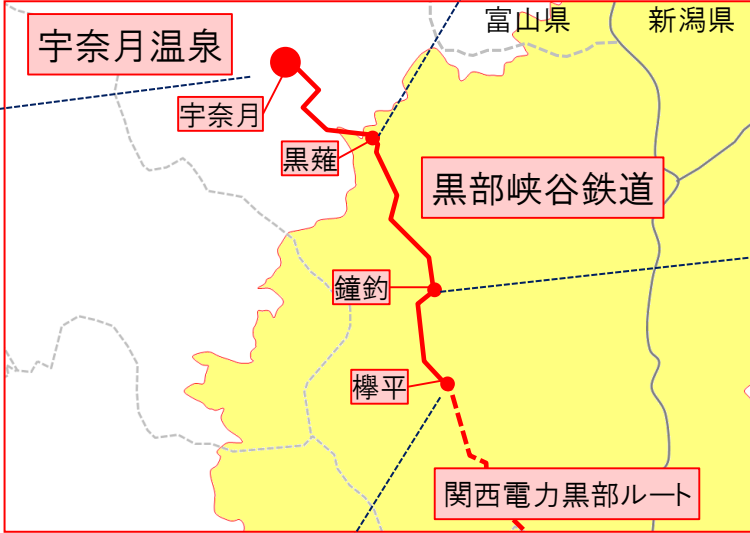 富山県
新潟県
宇奈月温泉
宇奈月
黒薙
黒部峡谷鉄道
鐘釣
欅平
関西電力黒部ルート